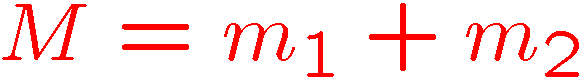 M = m₁ + m₂